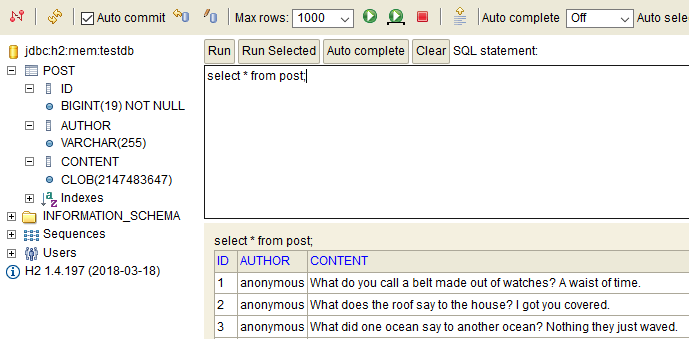 Auto commit Max rows: 1000 Auto complete Off Auto sele
jdbc:h2:mem:testdb
POST
ID
BIGINT(19) NOT NULL
AUTHOR
VARCHAR(255)
CONTENT
CLOB(2147483647)
Indexes
INFORMATION_SCHEMA
Sequences
Users
H2 1.4.197 (2018-03-18)
Run Run Selected Auto complete Clear SQL statement:
select * from post;
select * from post;
ID AUTHOR CONTENT
1 anonymous What do you call a belt made out of watches? A waist of time.
2 anonymous What does the roof say to the house? I got you covered.
3 anonymous What did one ocean say to another ocean? Nothing they just waved.